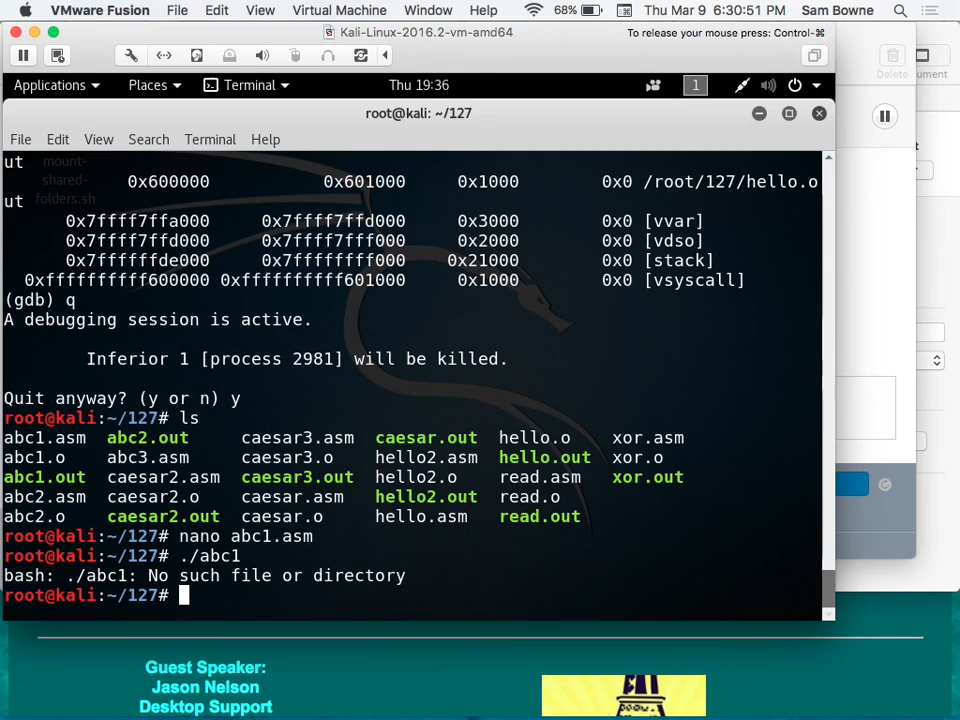 VMware Fusion File Edit View Virtual Machine Window Help 68% Thu Mar 9 6:30:51 PM Sam Bowne
Kali-Linux-2016.2-vm-amd64 To release your mouse press: Control-⌘
Delete
Applications Places Terminal Thu 19:36 1
root@kali: ~/127
File Edit View Search Terminal Help
ut
mount-
shared-
folders.sh
0x600000 0x601000 0x1000 0x0 /root/127/hello.o
ut
0x7ffff7ffa000 0x7ffff7ffd000 0x3000 0x0 [vvar]
0x7ffff7ffd000 0x7ffff7fff000 0x2000 0x0 [vdso]
0x7ffffffde000 0x7ffffffff000 0x21000 0x0 [stack]
0xffffffffff600000 0xffffffffff601000 0x1000 0x0 [vsyscall]
(gdb) q
A debugging session is active.
Inferior 1 [process 2981] will be killed.
Quit anyway? (y or n) y
root@kali:~/127# ls
abc1.asm abc2.out caesar3.asm caesar.out hello.o xor.asm
abc1.o abc3.asm caesar3.o hello2.asm hello.out xor.o
abc1.out caesar2.asm caesar3.out hello2.o read.asm xor.out
abc2.asm caesar2.o caesar.asm hello2.out read.o
abc2.o caesar2.out caesar.o hello.asm read.out
root@kali:~/127# nano abc1.asm
root@kali:~/127# ./abc1
bash: ./abc1: No such file or directory
root@kali:~/127#
Guest Speaker:
Jason Nelson
Desktop Support